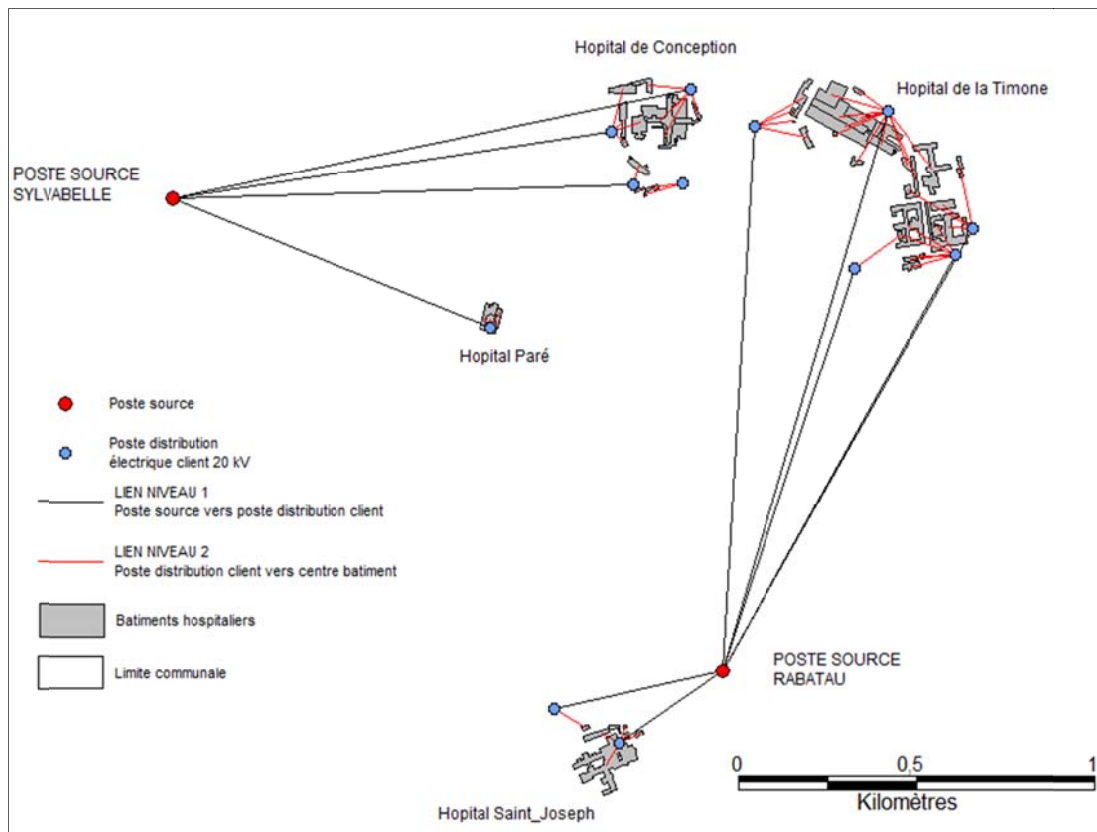 Hopital de Conception
Hopital de la Timone
POSTE SOURCE
SYLVABELLE
Hopital Paré
Poste source
Poste distribution
électrique client 20 kV
LIEN NIVEAU 1
Poste source vers poste distribution client
LIEN NIVEAU 2
Poste distribution client vers centre batiment
Batiments hospitaliers
Limite communale
POSTE SOURCE
RABATAU
Hopital Saint_Joseph
0 0,5 1
Kilomètres